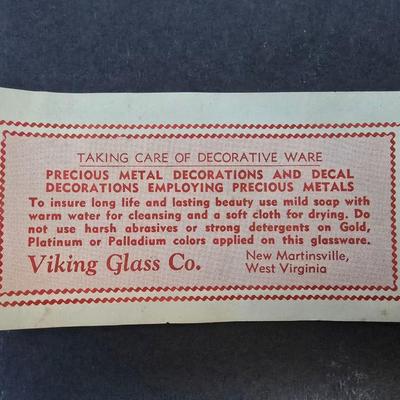 TAKING CARE OF DECORATIVE WARE
PRECIOUS METAL DECORATIONS AND DECAL
DECORATIONS EMPLOYING PRECIOUS METALS
To insure long life and lasting beauty use mild soap with
warm water for cleansing and a soft cloth for drying. Do
not use harsh abrasives or strong detergents on Gold,
Platinum or Palladium colors applied on this glassware.
Viking Glass Co.
New Martinsville,
West Virginia